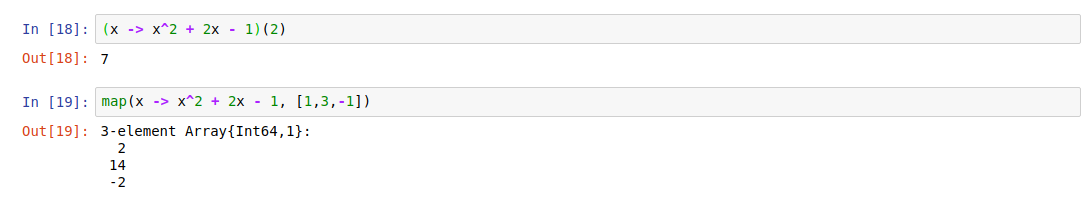 In [18]: (x -> x^2 + 2x - 1)(2)
Out[18]: 7
In [19]: map(x -> x^2 + 2x - 1, [1,3,-1])
Out[19]: 3-element Array{Int64,1}:
2
14
-2